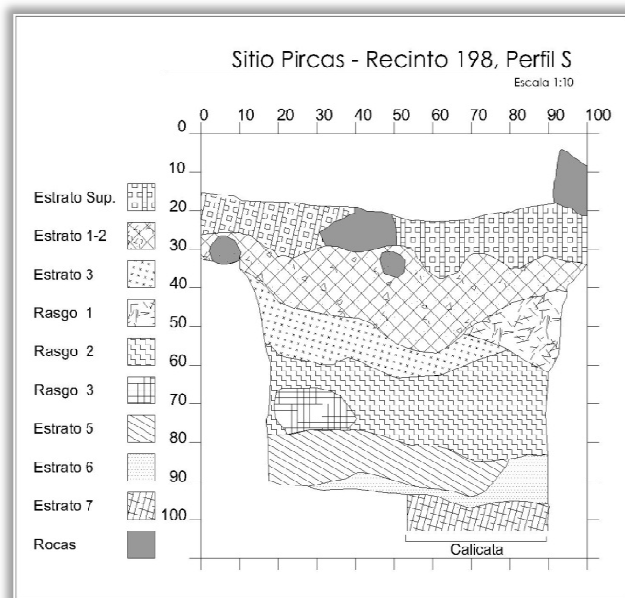 Sitio Pircas - Recinto 198, Perfil S
Escala 1:10
0 10 20 30 40 50 60 70 80 90 100
0
10
20
30
40
50
60
70
80
90
100
Estrato Sup.
Estrato 1-2
Estrato 3
Rasgo 1
Rasgo 2
Rasgo 3
Estrato 5
Estrato 6
Estrato 7
Rocas
Calicata